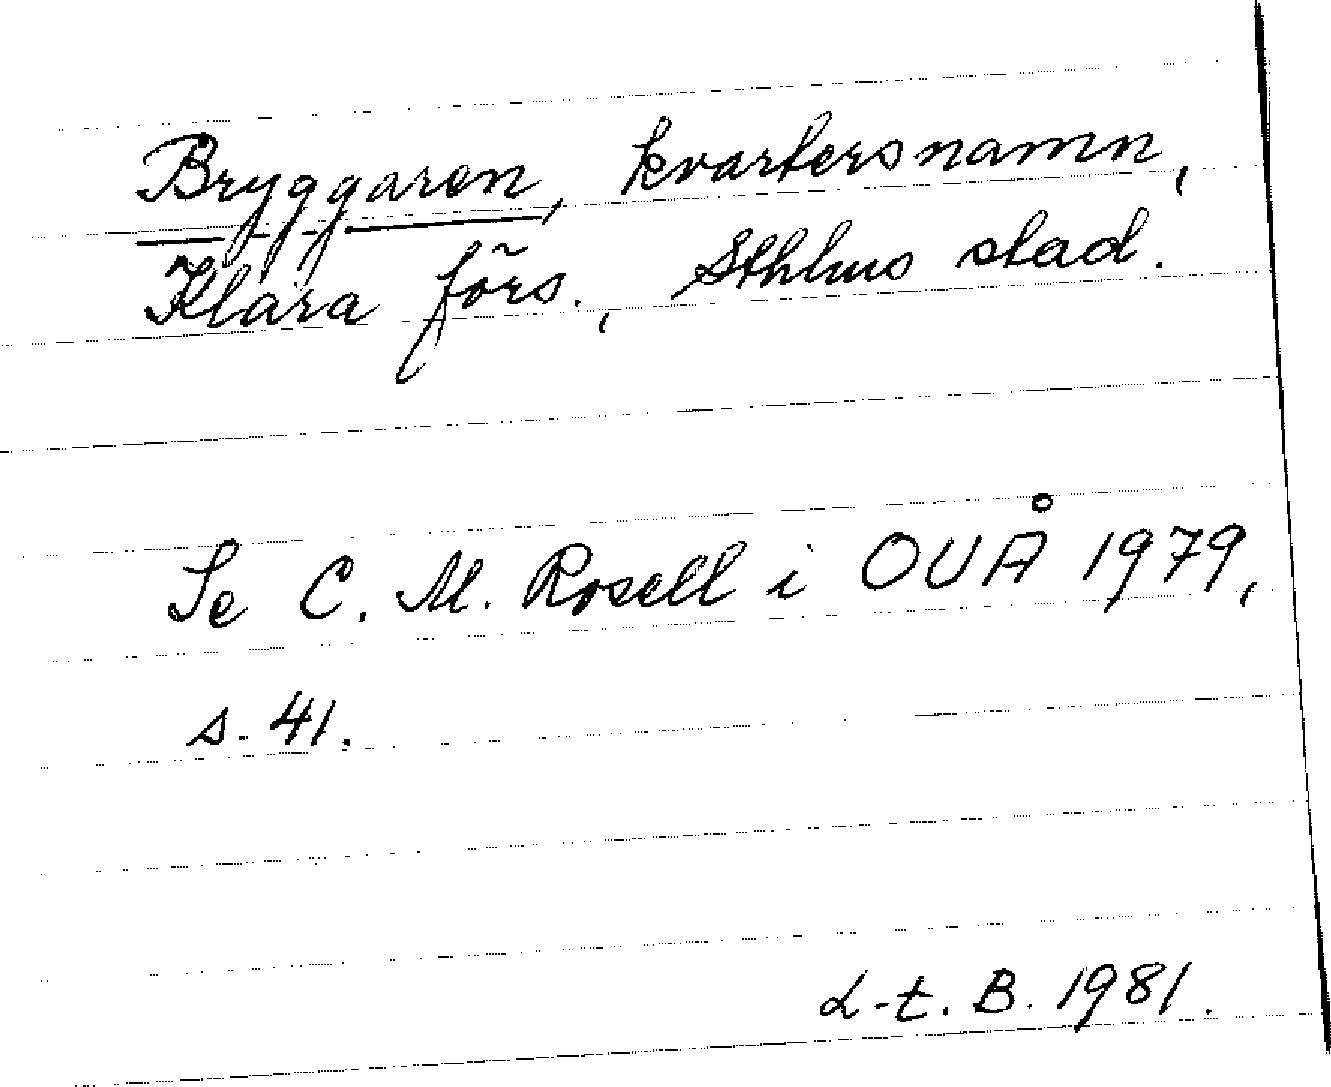 Bryggaren, kvartersnamn,
Klara förs., Sthlms stad.
Se C. M. Rosell i OUÅ 1979,
s. 41.
L-t. B. 1981.